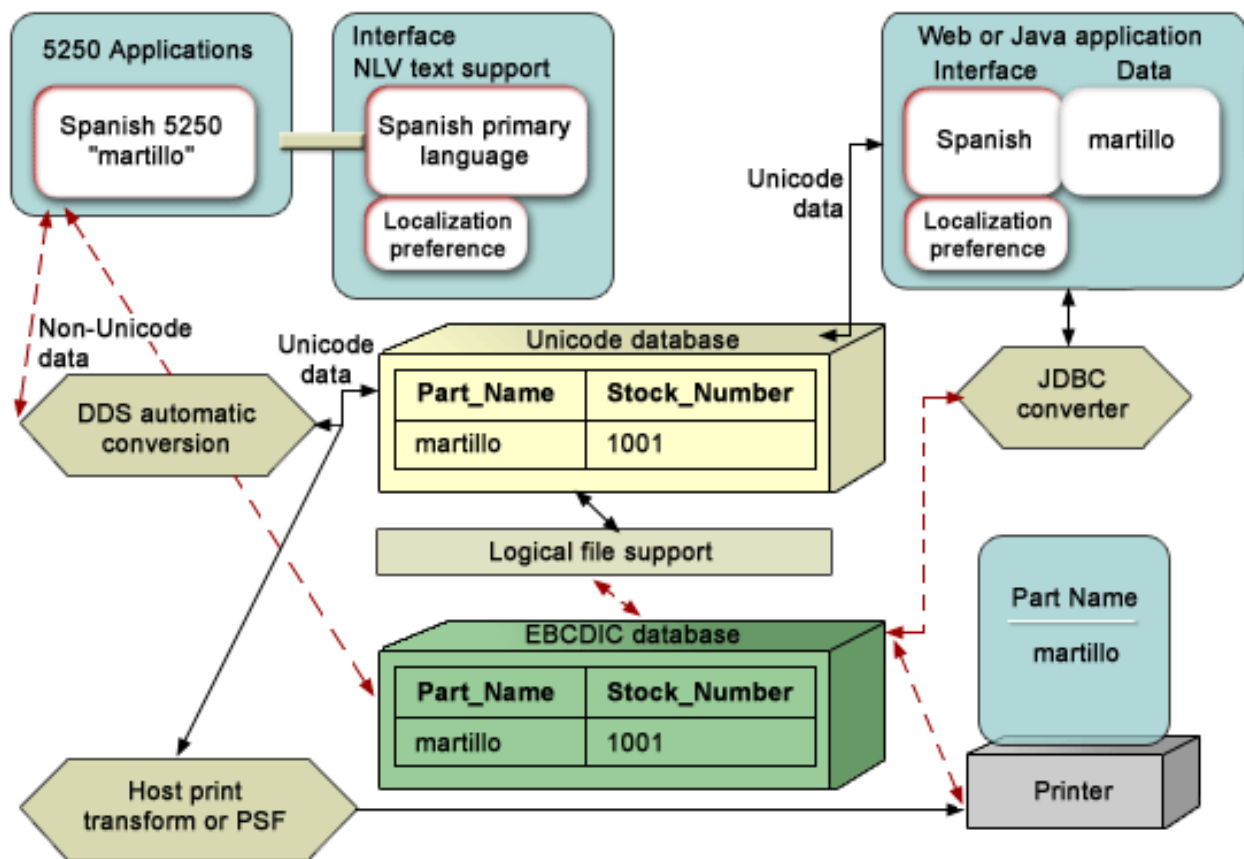 5250 Applications
Spanish 5250
"martillo"
Interface
NLV text support
Spanish primary
language
Localization
preference
Web or Java application
Interface
Data
Spanish
martillo
Localization
preference
Unicode
data
Non-Unicode
data
Unicode
data
DDS automatic
conversion
Unicode database
Part_Name Stock_Number
martillo 1001
JDBC
converter
Logical file support
EBCDIC database
Part_Name Stock_Number
martillo 1001
Part Name
martillo
Printer
Host print
transform or PSF